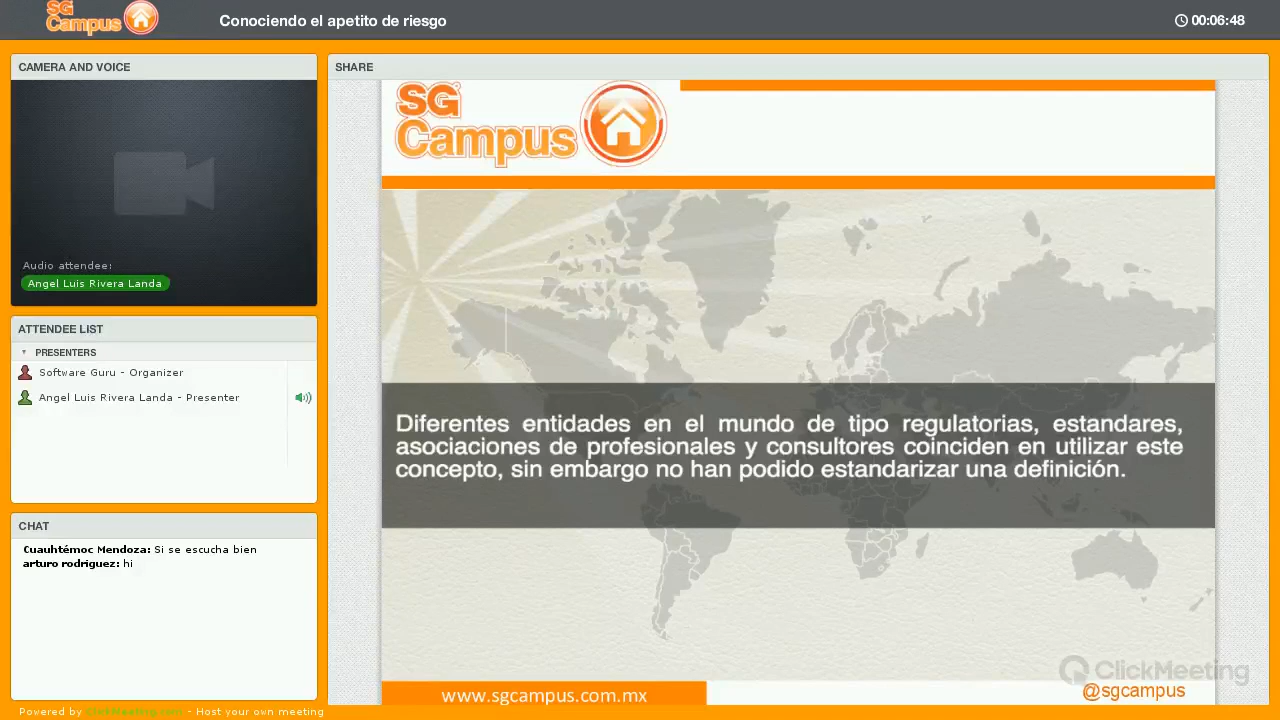 SG
Campus
Conociendo el apetito de riesgo
00:06:48
CAMERA AND VOICE
Audio attendee:
Angel Luis Rivera Landa
ATTENDEE LIST
PRESENTERS
Software Guru - Organizer
Angel Luis Rivera Landa - Presenter
CHAT
Cuauhtémoc Mendoza: Si se escucha bien
arturo rodriguez: hi
Powered by ClickMeeting.com - Host your own meeting
SHARE
SG
Campus
Diferentes entidades en el mundo de tipo regulatorias, estandares,
asociaciones de profesionales y consultores coinciden en utilizar este
concepto, sin embargo no han podido estandarizar una definición.
ClickMeeting
www.sgcampus.com.mx
@sgcampus